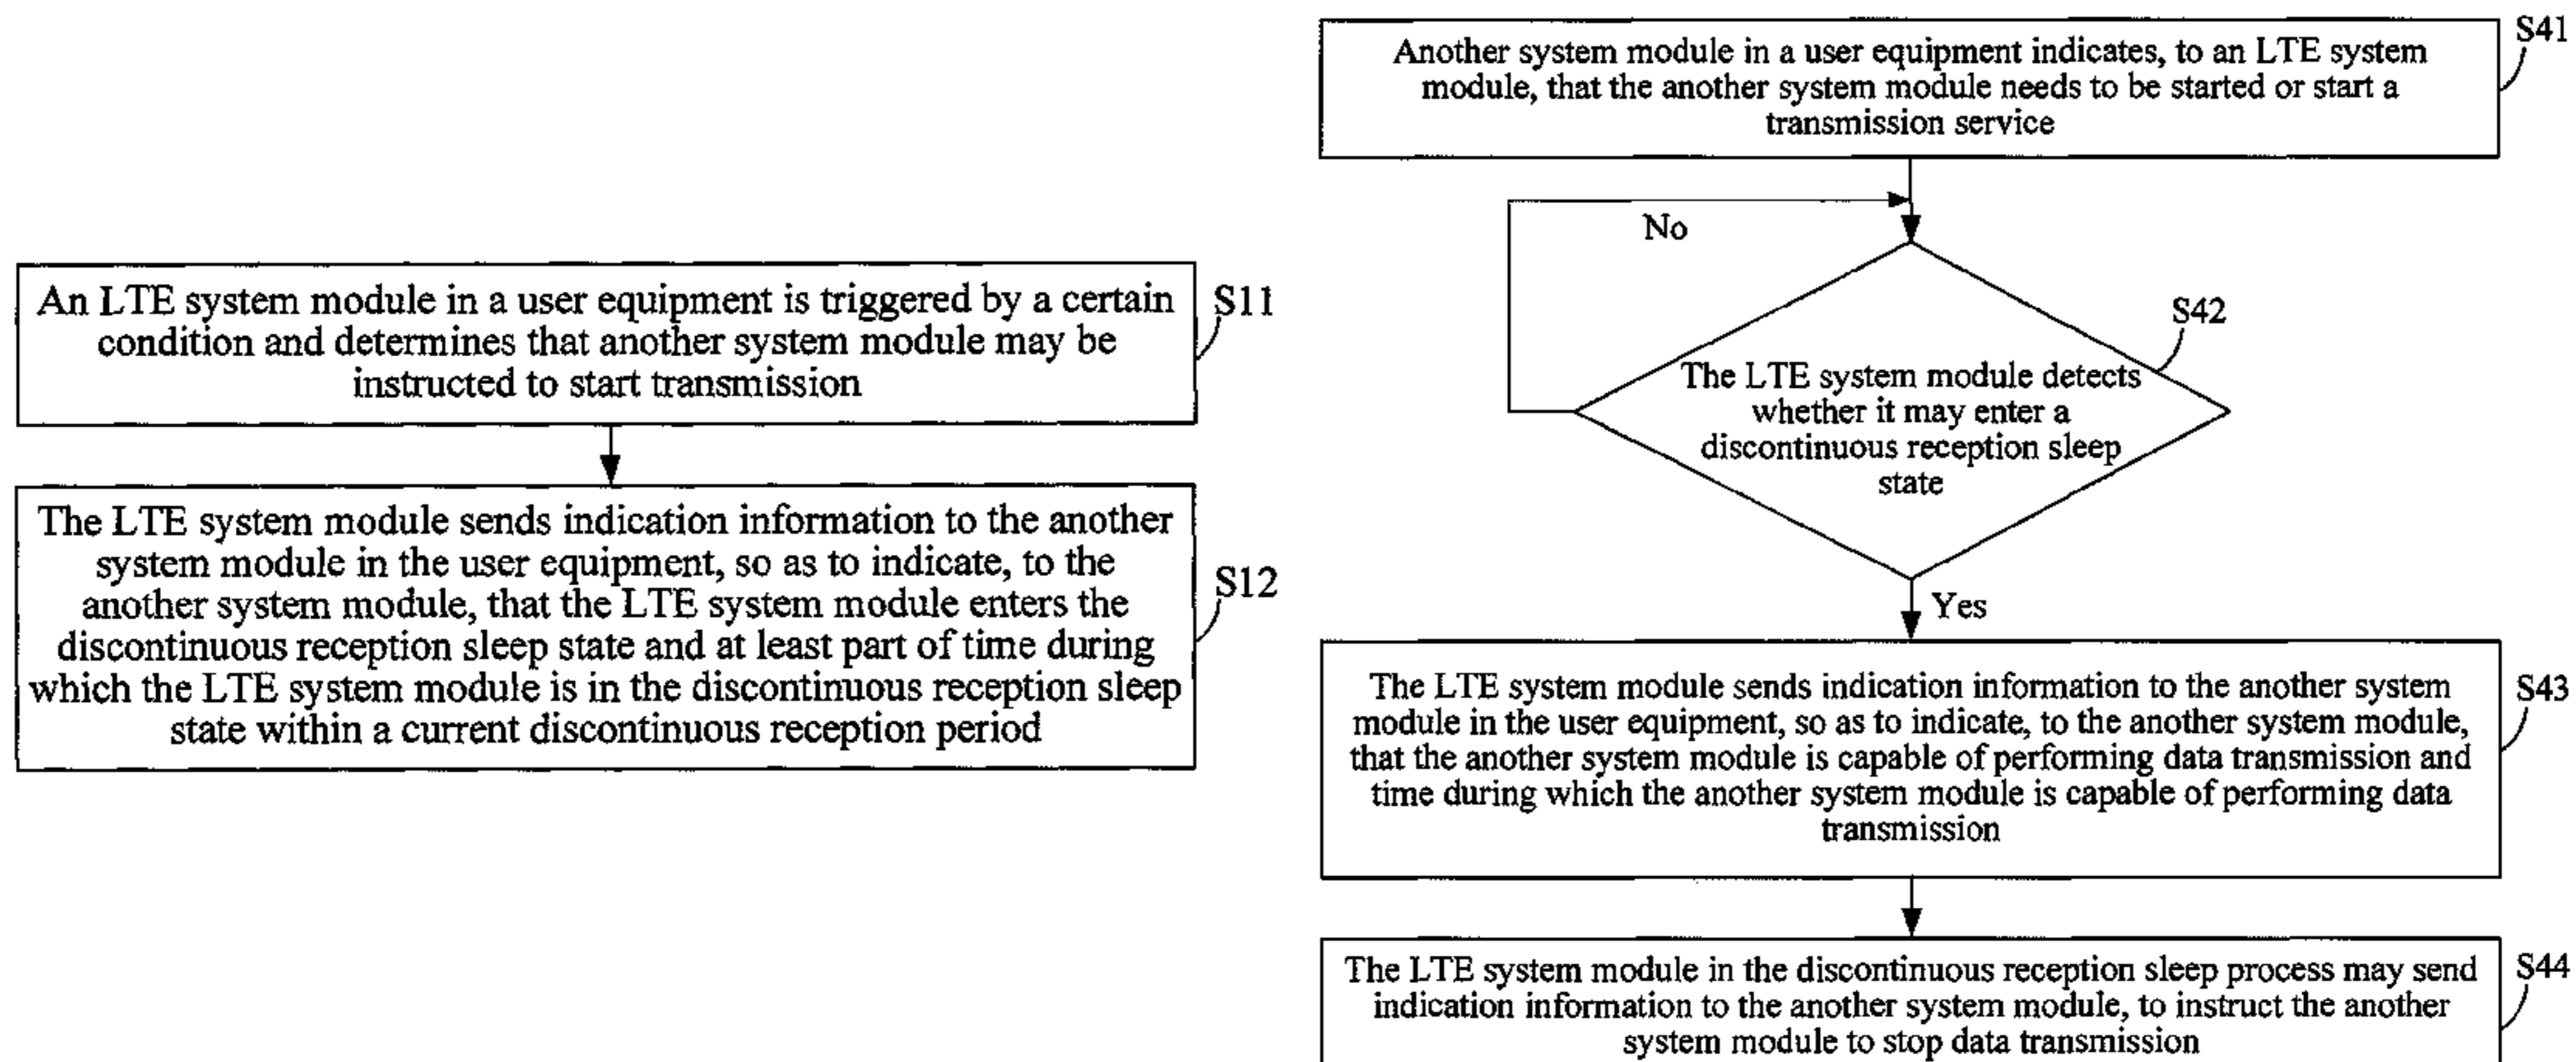 An LTE system module in a user equipment is triggered by a certain
condition and determines that another system module may be
instructed to start transmission
S11
The LTE system module sends indication information to the another
system module in the user equipment, so as to indicate, to the
another system module, that the LTE system module enters the
discontinuous reception sleep state and at least part of time during
which the LTE system module is in the discontinuous reception sleep
state within a current discontinuous reception period
S12
Another system module in a user equipment indicates, to an LTE system
module, that the another system module needs to be started or start a
transmission service
S41
No
The LTE system module detects
whether it may enter a
discontinuous reception sleep
state
S42
Yes
The LTE system module sends indication information to the another system
module in the user equipment, so as to indicate, to the another system module,
that the another system module is capable of performing data transmission and
time during which the another system module is capable of performing data
transmission
S43
The LTE system module in the discontinuous reception sleep process may send
indication information to the another system module, to instruct the another
system module to stop data transmission
S44